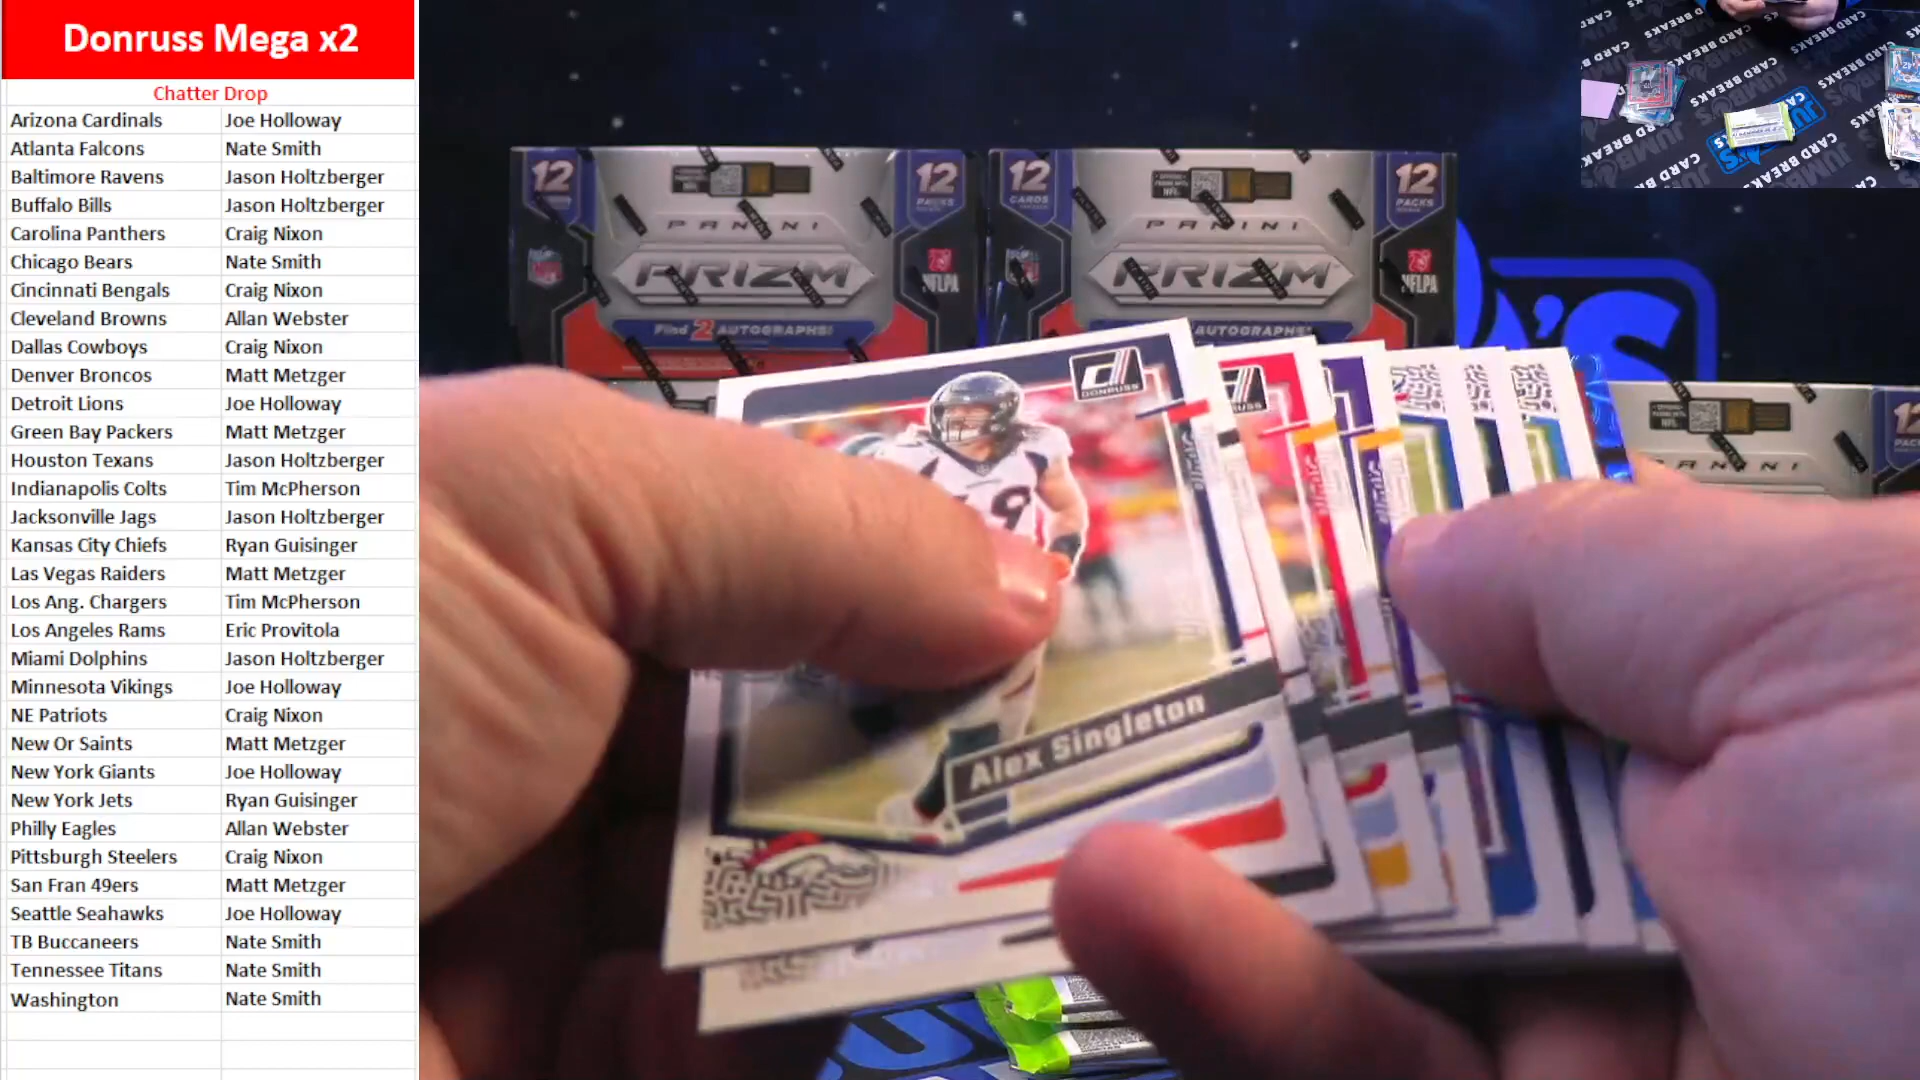 Donruss Mega x2
Chatter Drop
Arizona Cardinals Joe Holloway
Atlanta Falcons Nate Smith
Baltimore Ravens Jason Holtzberger
Buffalo Bills Jason Holtzberger
Carolina Panthers Craig Nixon
Chicago Bears Nate Smith
Cincinnati Bengals Craig Nixon
Cleveland Browns Allan Webster
Dallas Cowboys Craig Nixon
Denver Broncos Matt Metzger
Detroit Lions Joe Holloway
Green Bay Packers Matt Metzger
Houston Texans Jason Holtzberger
Indianapolis Colts Tim McPherson
Jacksonville Jags Jason Holtzberger
Kansas City Chiefs Ryan Guisinger
Las Vegas Raiders Matt Metzger
Los Ang. Chargers Tim McPherson
Los Angeles Rams Eric Provitola
Miami Dolphins Jason Holtzberger
Minnesota Vikings Joe Holloway
NE Patriots Craig Nixon
New Or Saints Matt Metzger
New York Giants Joe Holloway
New York Jets Ryan Guisinger
Philly Eagles Allan Webster
Pittsburgh Steelers Craig Nixon
San Fran 49ers Matt Metzger
Seattle Seahawks Joe Holloway
TB Buccaneers Nate Smith
Tennessee Titans Nate Smith
Washington Nate Smith
12 12 PACKS
PANINI
PRIZM
NFLPA
Find 2 AUTOGRAPHS!
12 CARDS 12 PACKS
PANINI
PRIZM
NFLPA
AUTOGRAPHS!
PANINI
12
DONRUSS
Alex Singleton
CARD BREAKS
CARD BREAKS
CARD BREAKS